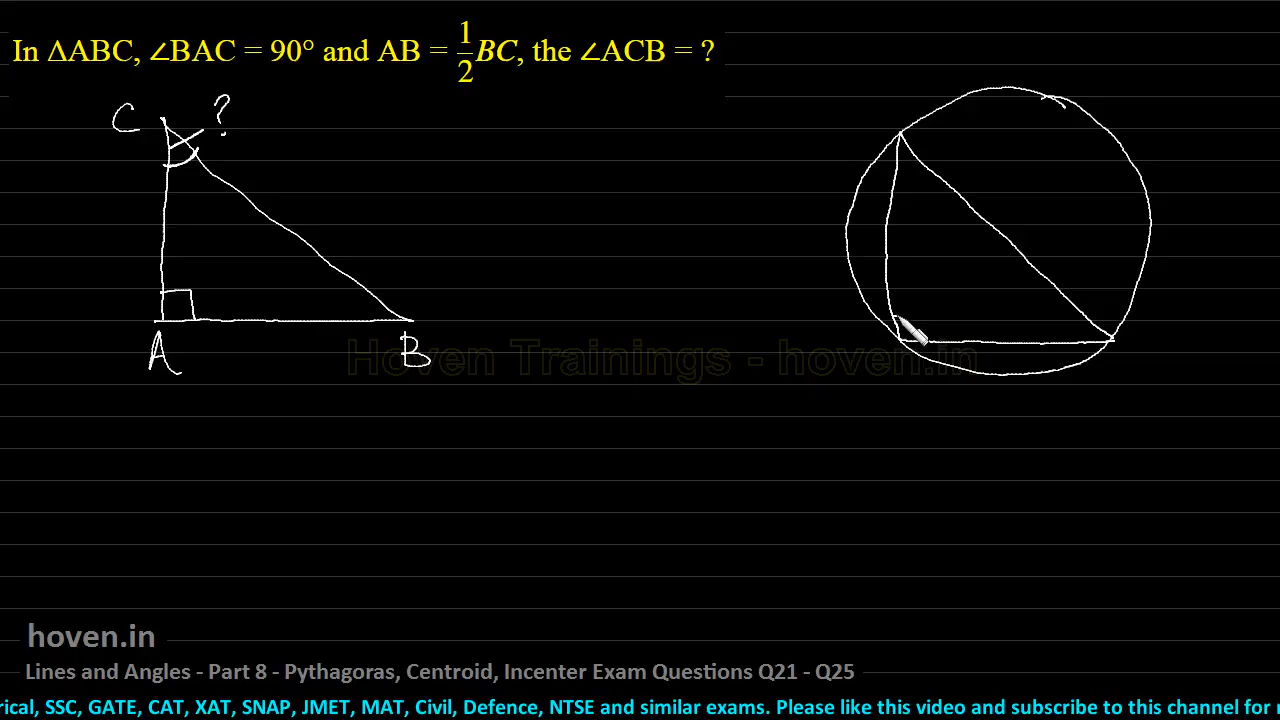 In ΔABC, ∠BAC = 90° and AB = 1/2 BC, the ∠ACB = ?
C ?
A B
Hoven Trainings - hoven.in
hoven.in
Lines and Angles - Part 8 - Pythagoras, Centroid, Incenter Exam Questions Q21 - Q25
rical, SSC, GATE, CAT, XAT, SNAP, JMET, MAT, Civil, Defence, NTSE and similar exams. Please like this video and subscribe to this channel for